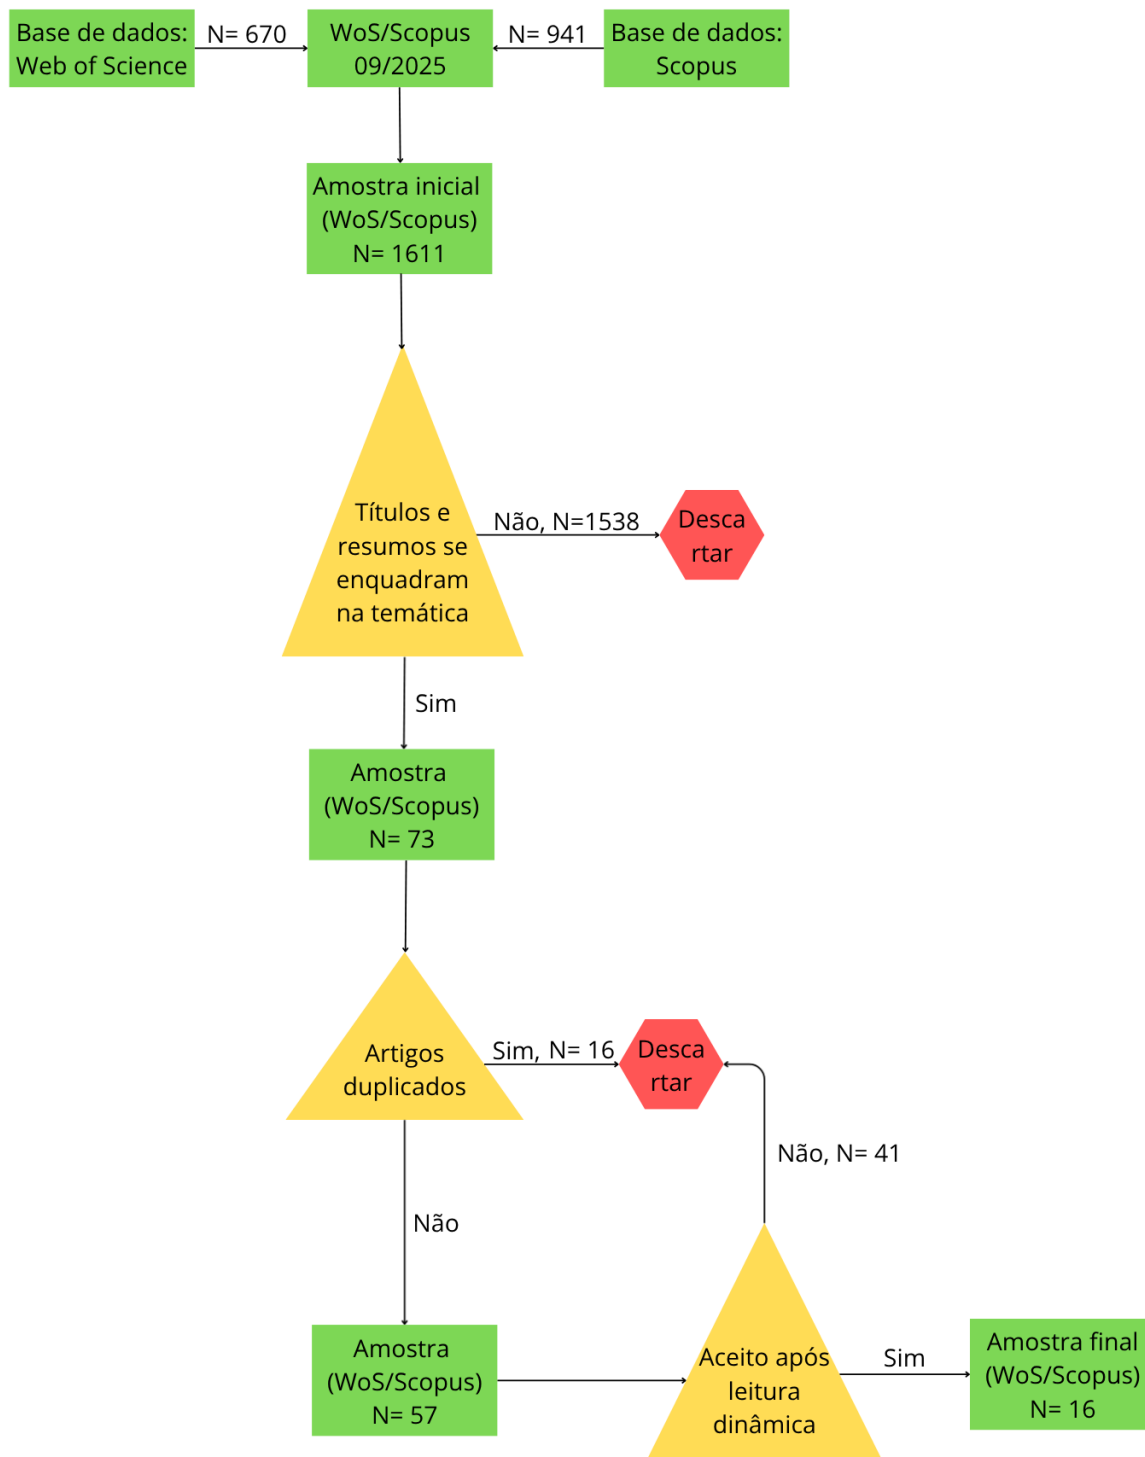 Base de dados:
Web of Science
N= 670
WoS/Scopus
09/2025
N= 941
Base de dados:
Scopus
Amostra inicial
(WoS/Scopus)
N= 1611
Títulos e
resumos se
enquadram
na temática
Não, N=1538
Desca
rtar
Sim
Amostra
(WoS/Scopus)
N= 73
Artigos
duplicados
Sim, N= 16
Desca
rtar
Não, N= 41
Não
Amostra
(WoS/Scopus)
N= 57
Aceito após
leitura
dinâmica
Sim
Amostra final
(WoS/Scopus)
N= 16